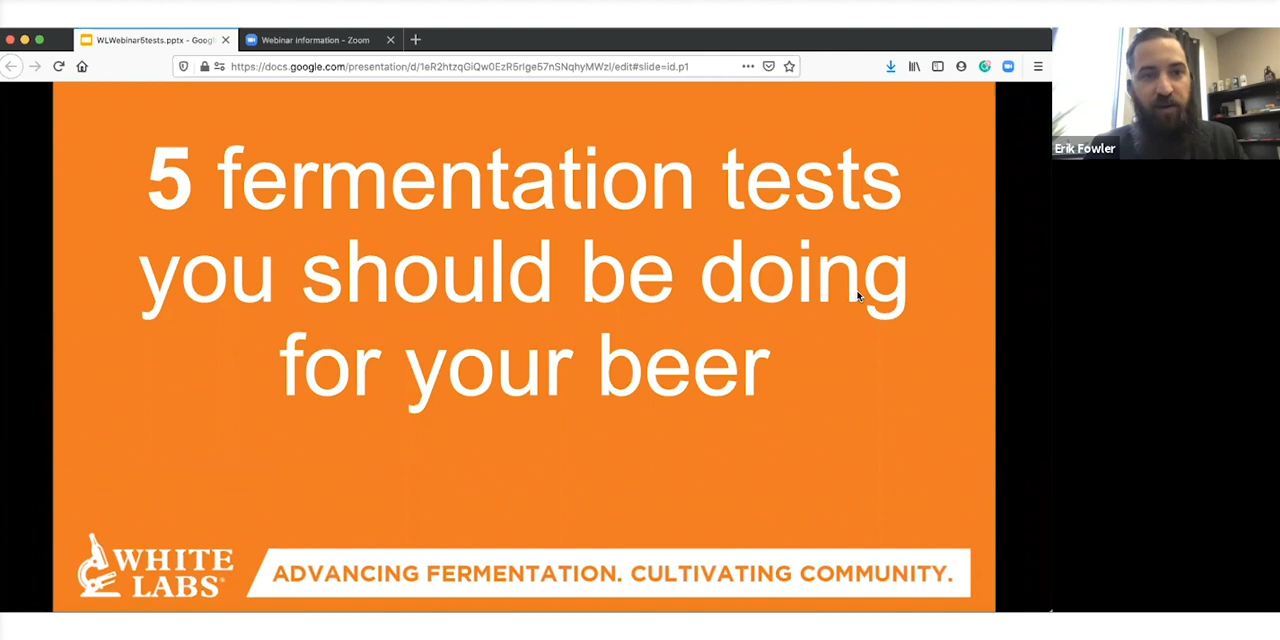 WLWebinar5tests.pptx - Googl
Webinar Information - Zoom
https://docs.google.com/presentation/d/1eR2htzqGiQw0EzR5rIge57nSNqhyMWzI/edit#slide=id.p1
Erik Fowler
5 fermentation tests
you should be doing
for your beer
WHITE
LABS®
ADVANCING FERMENTATION. CULTIVATING COMMUNITY.